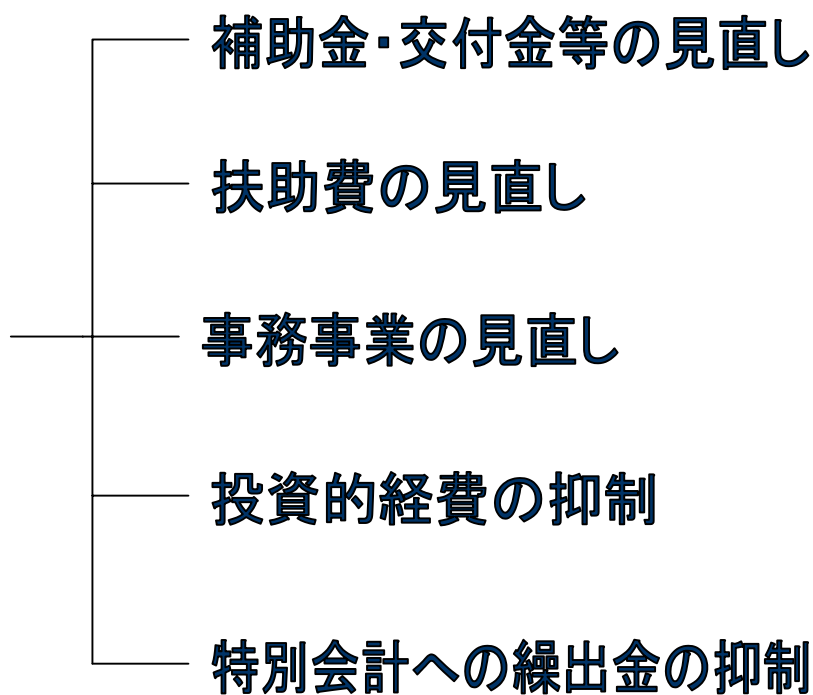 補助金・交付金等の見直し
扶助費の見直し
事務事業の見直し
投資的経費の抑制
特別会計への繰出金の抑制